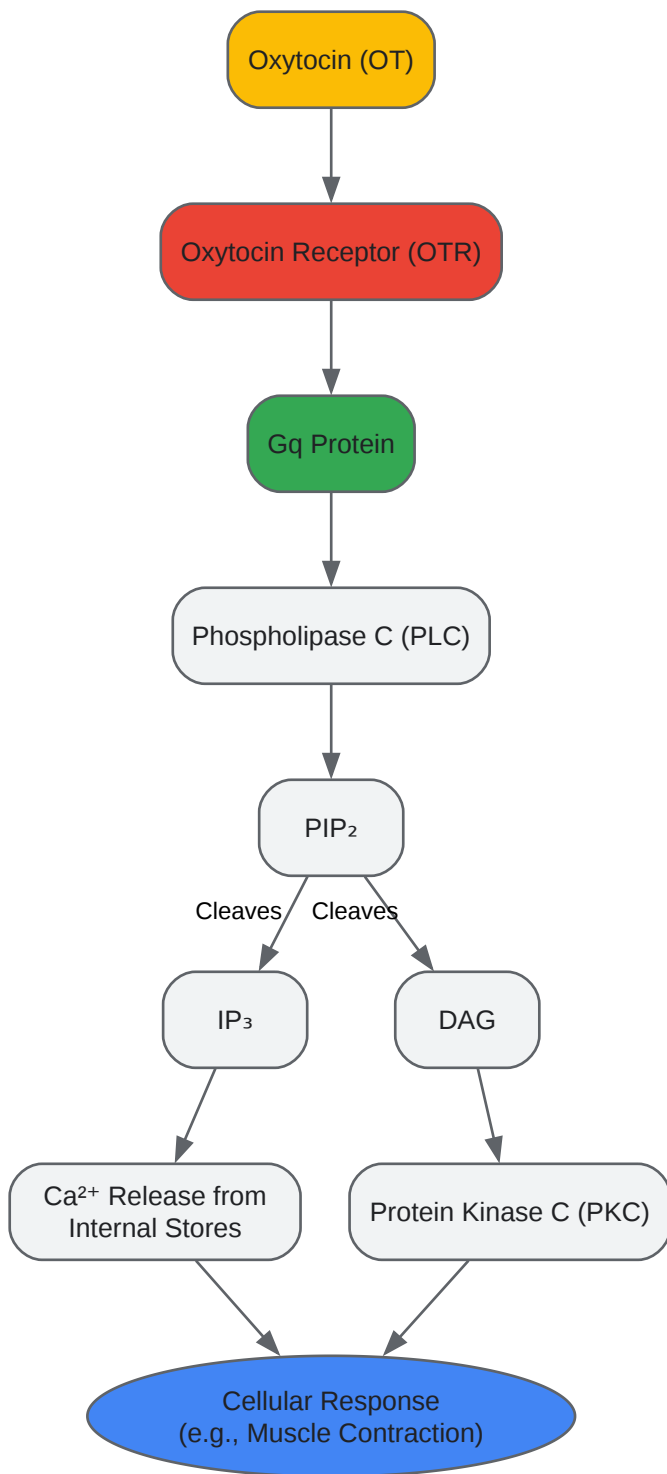 Oxytocin (OT)
Oxytocin Receptor (OTR)
Gq Protein
Phospholipase C (PLC)
PIP₂
Cleaves
Cleaves
IP₃
DAG
Ca²⁺ Release from
Internal Stores
Protein Kinase C (PKC)
Cellular Response
(e.g., Muscle Contraction)